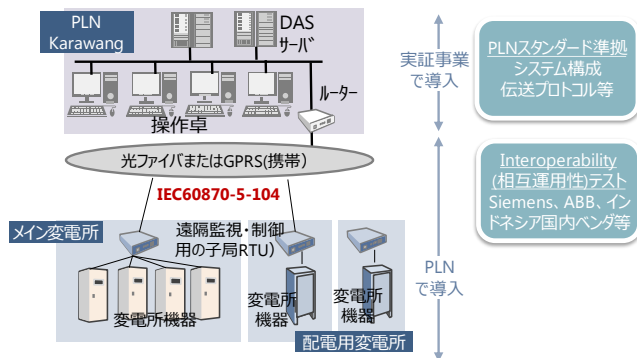 PLN
Karawang
DAS
サーバ
ルーター
操作卓
光ファイバまたはGPRS(携帯)
IEC60870-5-104
メイン変電所
遠隔監視・制御
用の子局RTU)
変電所機器
変電所
機器
変電所
機器
配電用変電所
実証事業
で導入
PLN
で導入
PLNスタンダード準拠
システム構成
伝送プロトコル等
Interoperability
(相互運用性)テスト
Siemens、ABB、イン
ドネシア国内ベンダ等